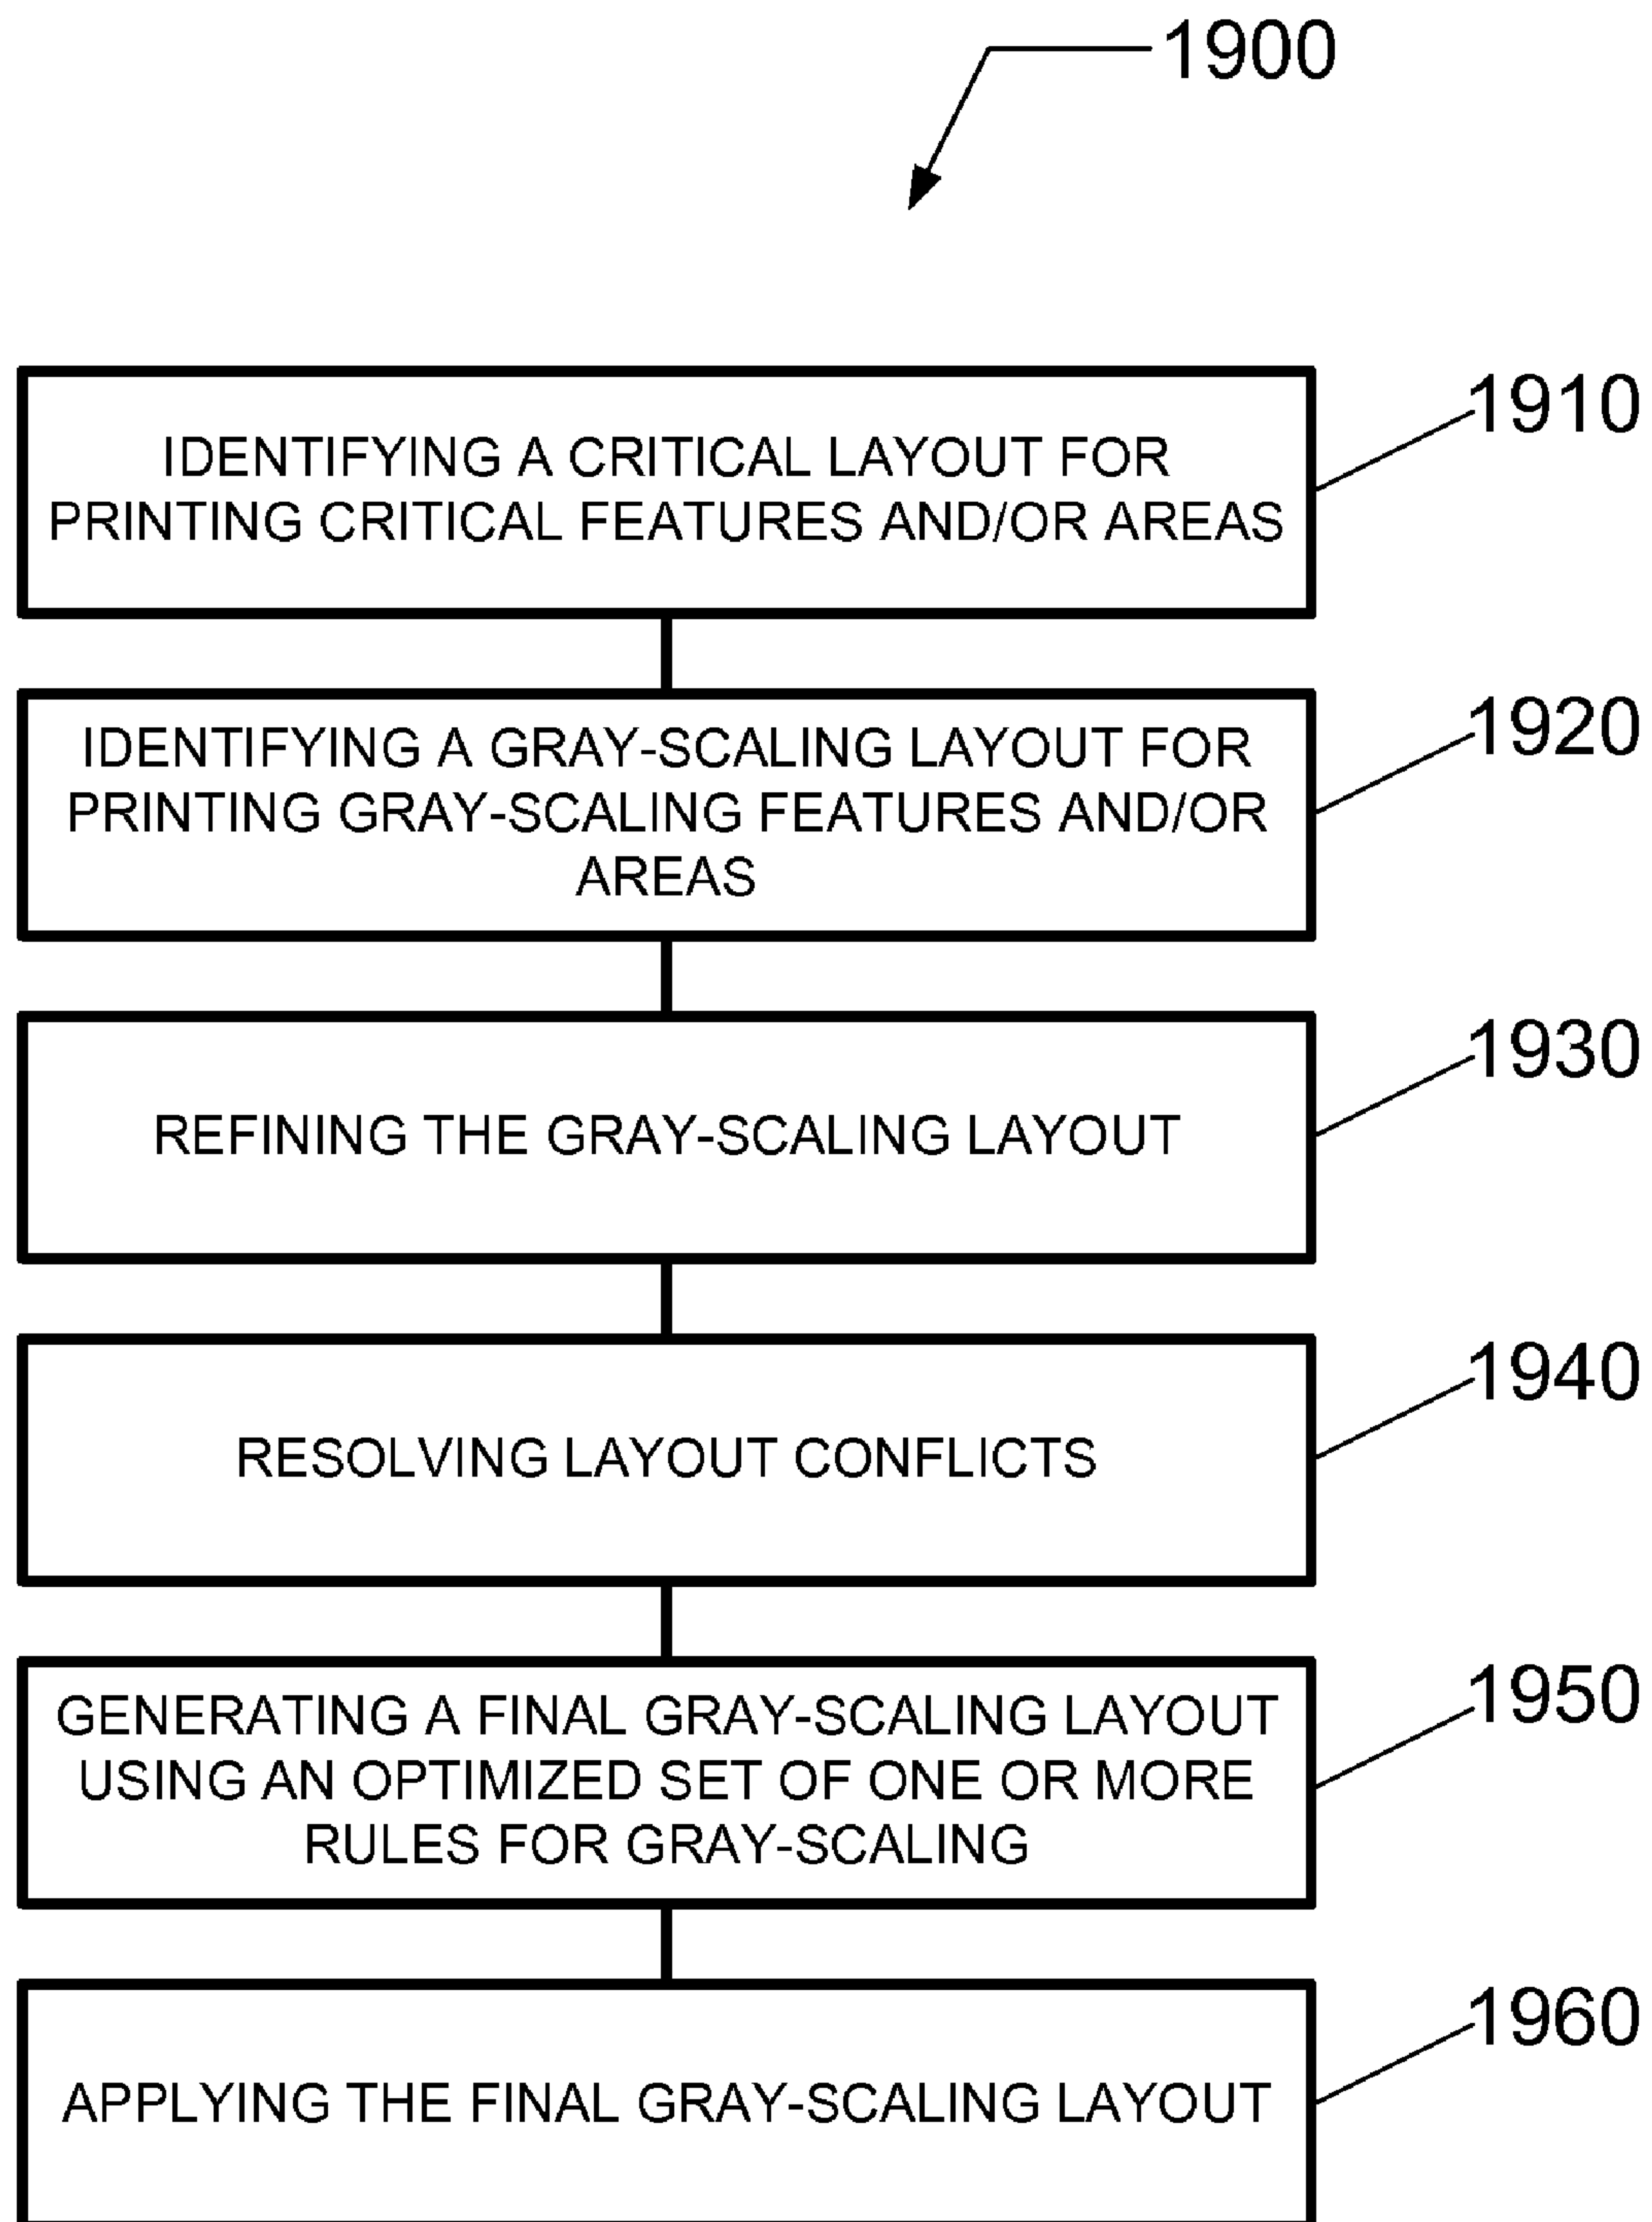 1900
1910
IDENTIFYING A CRITICAL LAYOUT FOR
PRINTING CRITICAL FEATURES AND/OR AREAS
1920
IDENTIFYING A GRAY-SCALING LAYOUT FOR
PRINTING GRAY-SCALING FEATURES AND/OR
AREAS
1930
REFINING THE GRAY-SCALING LAYOUT
1940
RESOLVING LAYOUT CONFLICTS
1950
GENERATING A FINAL GRAY-SCALING LAYOUT
USING AN OPTIMIZED SET OF ONE OR MORE
RULES FOR GRAY-SCALING
1960
APPLYING THE FINAL GRAY-SCALING LAYOUT